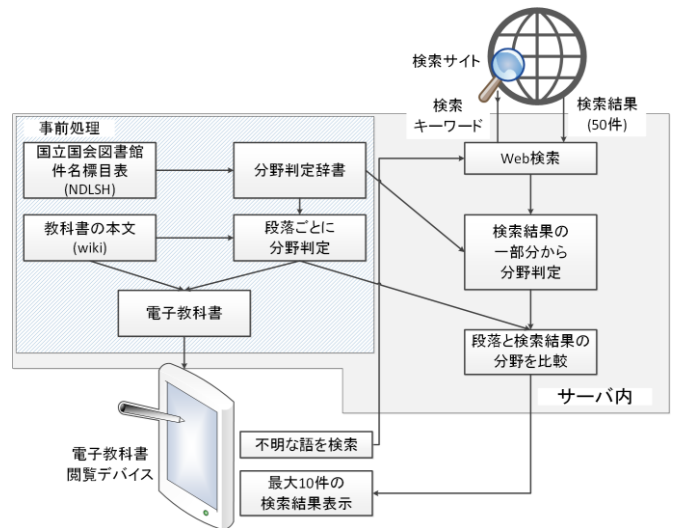 検索サイト
検索
キーワード
検索結果
(50件)
事前処理
国立国会図書館
件名標目表
(NDLSH)
分野判定辞書
Web検索
教科書の本文
(wiki)
段落ごとに
分野判定
検索結果の
一部分から
分野判定
電子教科書
段落と検索結果の
分野を比較
サーバ内
電子教科書
閲覧デバイス
不明な語を検索
最大10件の
検索結果表示